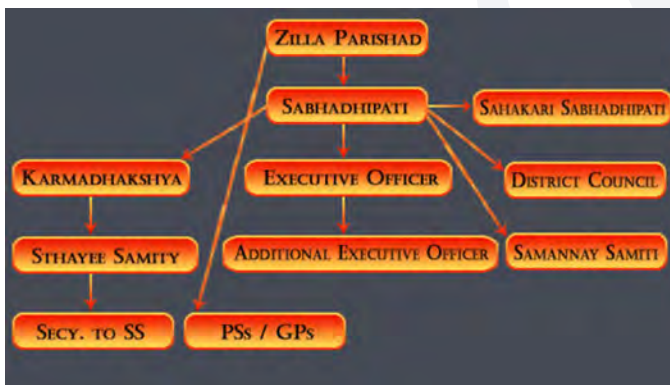 Zilla Parishad
Sabhadhipati
Sahakari Sabhadhipati
Karmadhakshya
Executive Officer
District Council
Sthayee Samity
Additional Executive Officer
Samannay Samiti
Secy. to SS
PSs / GPs